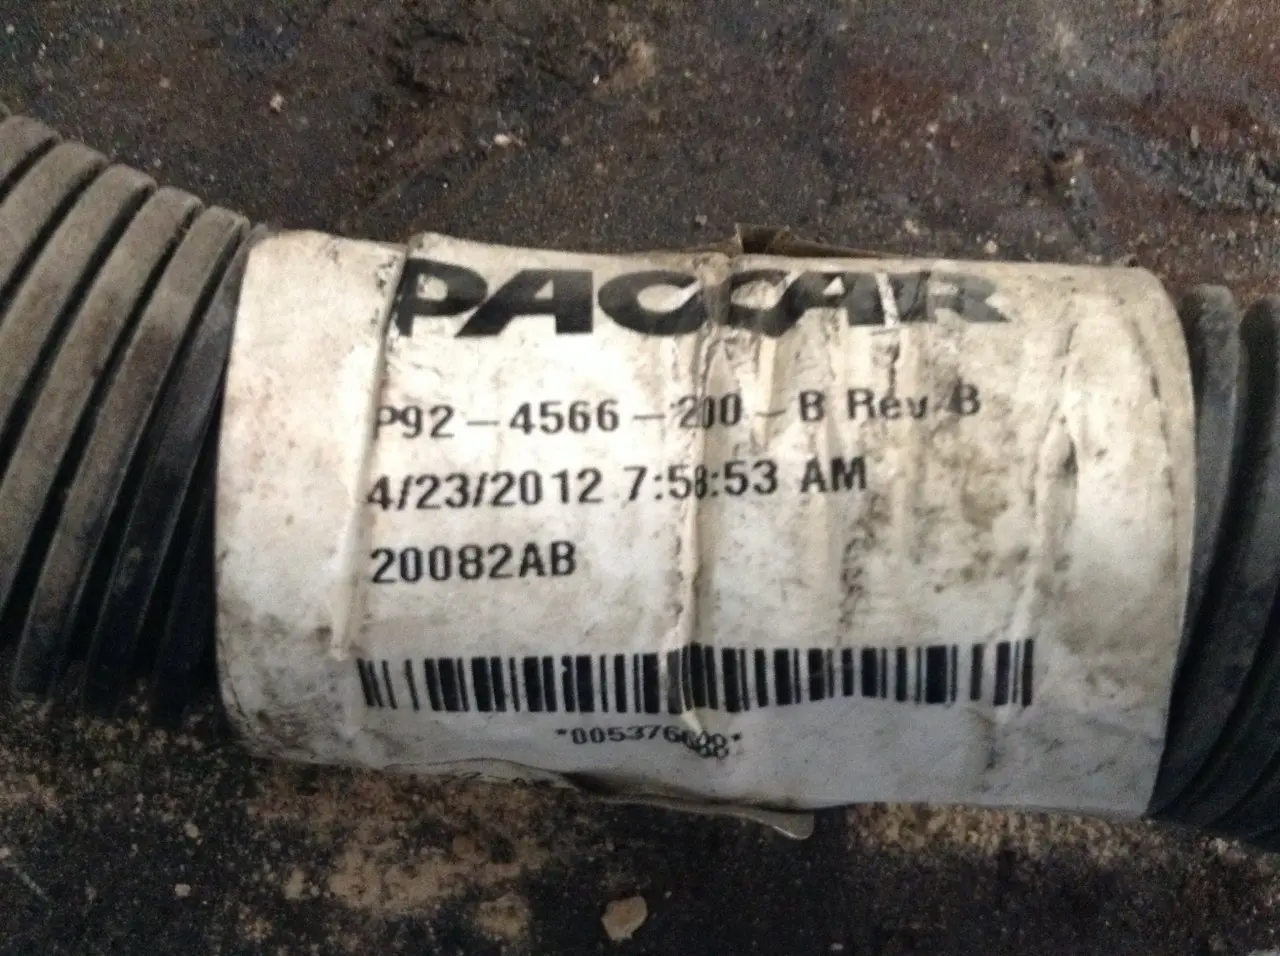 PACCAR
P92-4566-200-B Rev B
4/23/2012 7:58:53 AM
20082AB